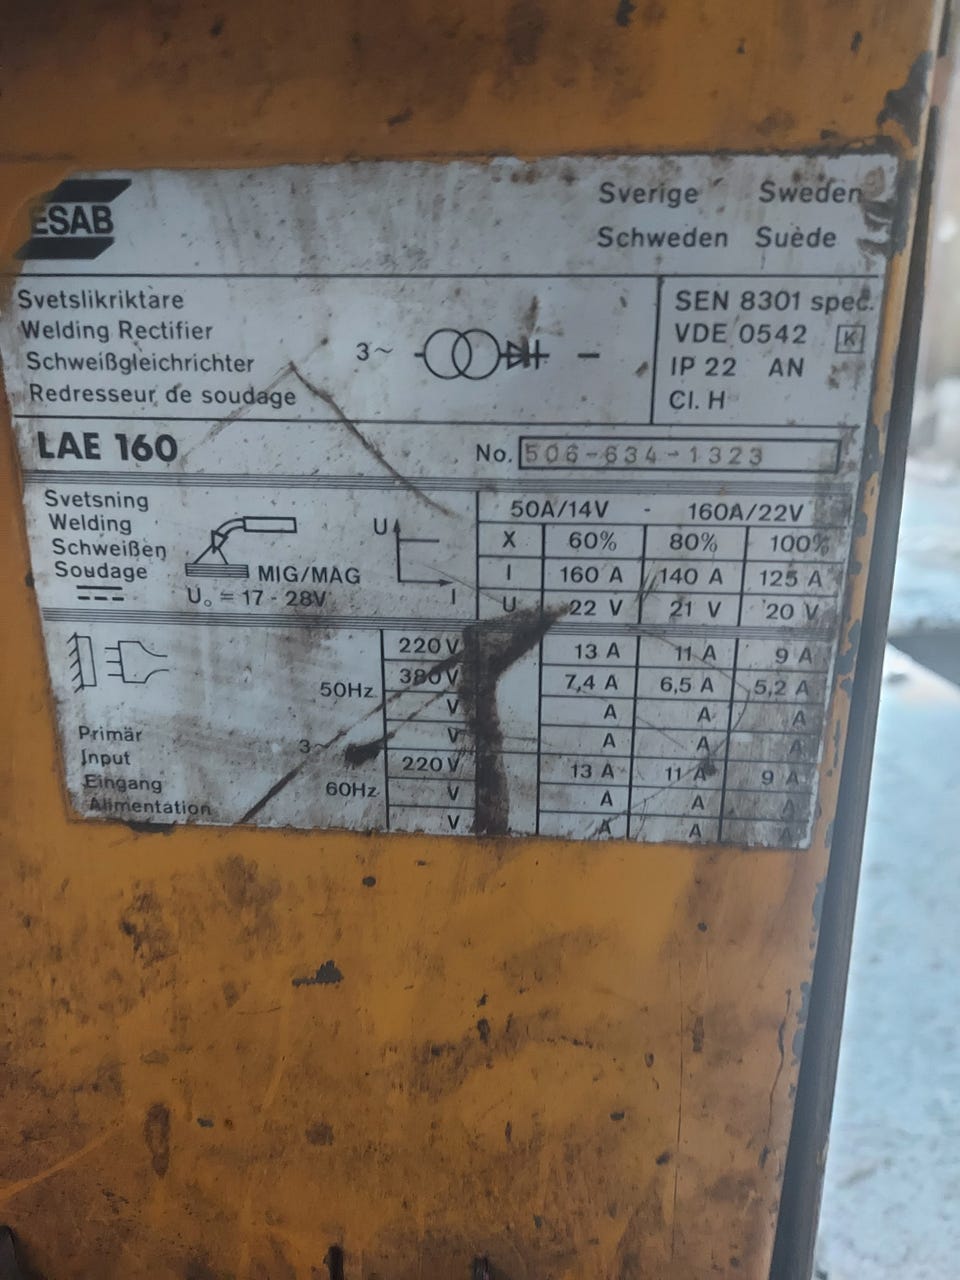 ESAB
Sverige Sweden
Schweden Suède
Svetslikriktare
Welding Rectifier
Schweißgleichrichter
Redresseur de soudage
3~
SEN 8301 spec.
VDE 0542 K
IP 22 AN
Cl. H
LAE 160
No. 506-634-1323
Svetsning
Welding
Schweißen
Soudage
MIG/MAG
U₀ = 17 - 28V
U
I
50A/14V - 160A/22V
X 60% 80% 100%
I 160 A 140 A 125 A
U 22 V 21 V 20 V
Primär
Input
Eingang
Alimentation
3~
50Hz
220 V 13 A 11 A 9 A
380 V 7,4 A 6,5 A 5,2 A
V A A A
V A A A
60Hz
220 V 13 A 11 A 9 A
V A A A
V A A A